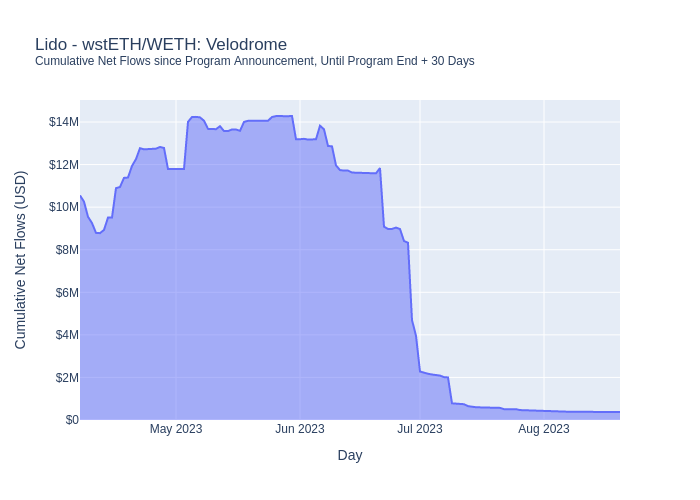 Lido - wstETH/WETH: Velodrome
Cumulative Net Flows since Program Announcement, Until Program End + 30 Days
Cumulative Net Flows (USD)
$14M
$12M
$10M
$8M
$6M
$4M
$2M
$0
May 2023
Jun 2023
Jul 2023
Aug 2023
Day